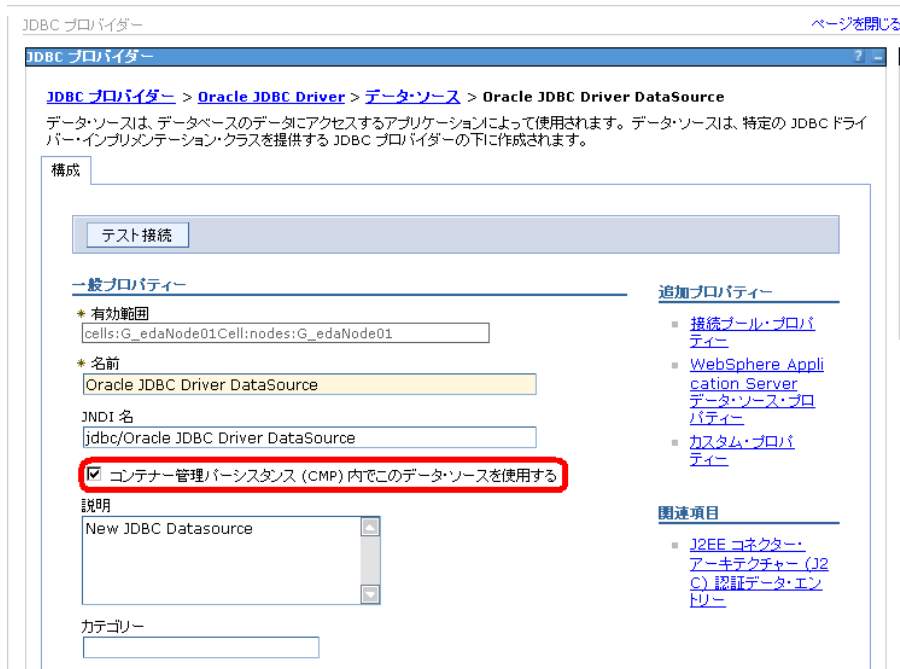 JDBC プロバイダー
ページを閉じる
JDBC プロバイダー
? –
JDBC プロバイダー > Oracle JDBC Driver > データ・ソース > Oracle JDBC Driver DataSource
データ・ソースは、データベースのデータにアクセスするアプリケーションによって使用されます。データ・ソースは、特定の JDBC ドライ
バー・インプリメンテーション・クラスを提供する JDBC プロバイダーの下に作成されます。
構成
テスト接続
一般プロパティー
* 有効範囲
cells:G_edaNode01Cell:nodes:G_edaNode01
* 名前
Oracle JDBC Driver DataSource
JNDI 名
jdbc/Oracle JDBC Driver DataSource
コンテナー管理パーシスタンス (CMP) 内でこのデータ・ソースを使用する
説明
New JDBC Datasource
カテゴリー
追加プロパティー
接続プール・プロパ
ティー
WebSphere Appli
cation Server
データ・ソース・プロ
パティー
カスタム・プロパ
ティー
関連項目
J2EE コネクター・
アーキテクチャー (J2
C) 認証データ・エン
トリー